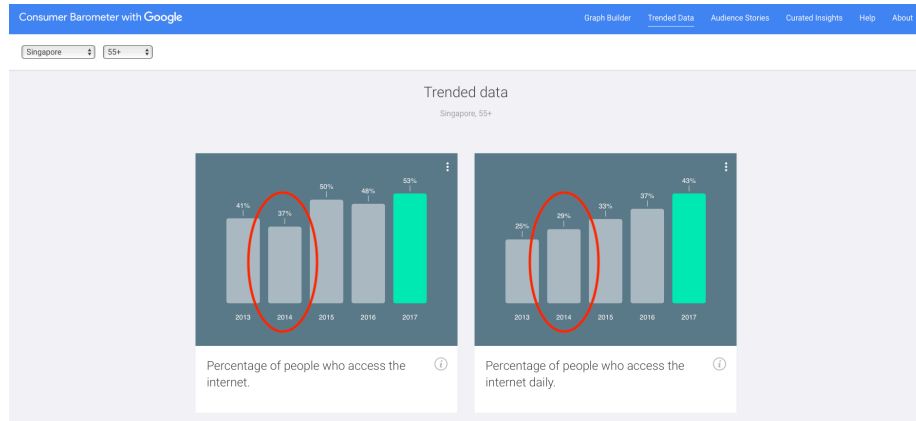 Consumer Barometer with Google
Graph Builder Trended Data Audience Stories Curated Insights Help About
Singapore 55+
Trended data
Singapore, 55+
41% 37% 50% 48% 53%
2013 2014 2015 2016 2017
Percentage of people who access the
internet.
25% 29% 33% 37% 43%
2013 2014 2015 2016 2017
Percentage of people who access the
internet daily.